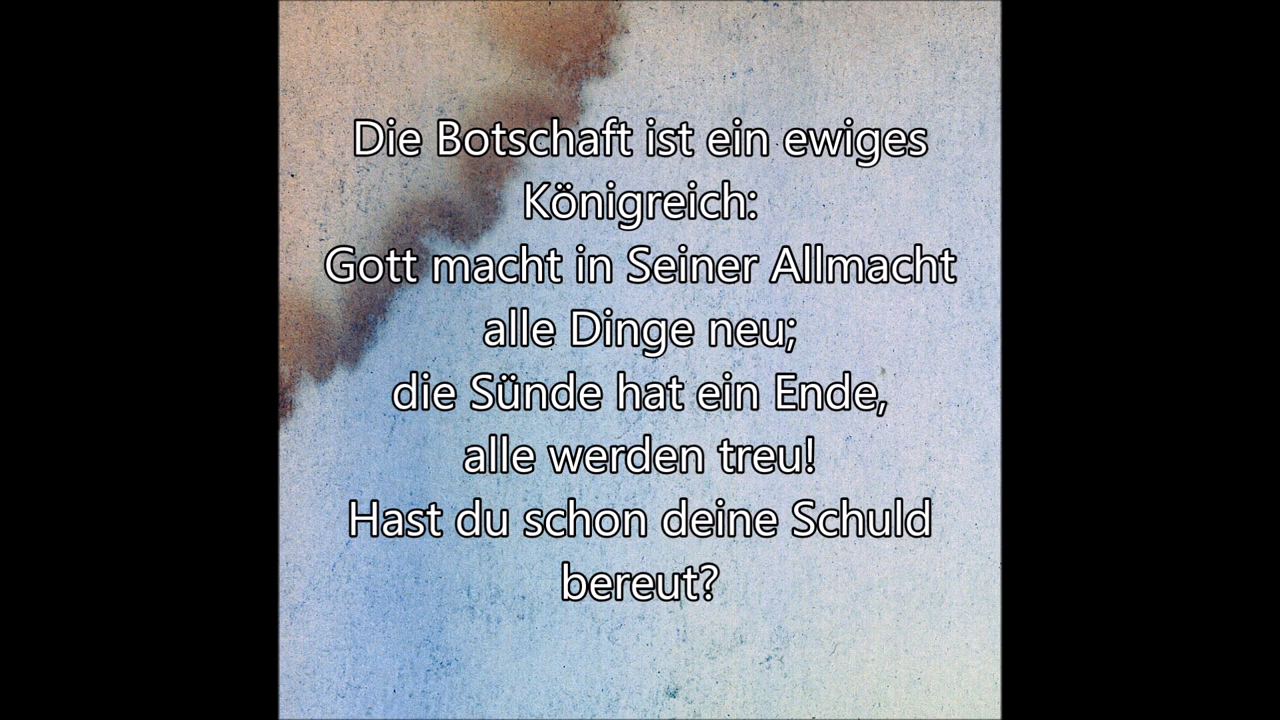 Die Botschaft ist ein ewiges
Königreich:
Gott macht in Seiner Allmacht
alle Dinge neu;
die Sünde hat ein Ende,
alle werden treu!
Hast du schon deine Schuld
bereut?